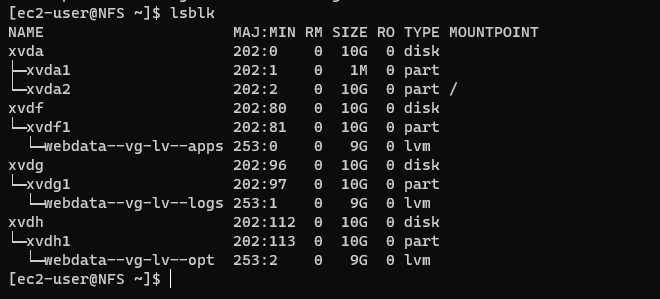 [ec2-user@NFS ~]$ lsblk
NAME                      MAJ:MIN RM SIZE RO TYPE MOUNTPOINT
xvda                      202:0    0  10G  0 disk
├─xvda1                   202:1    0   1M  0 part
└─xvda2                   202:2    0  10G  0 part /
xvdf                      202:80   0  10G  0 disk
└─xvdf1                   202:81   0  10G  0 part
  └─webdata--vg-lv--apps  253:0    0   9G  0 lvm
xvdg                      202:96   0  10G  0 disk
└─xvdg1                   202:97   0  10G  0 part
  └─webdata--vg-lv--logs  253:1    0   9G  0 lvm
xvdh                      202:112  0  10G  0 disk
└─xvdh1                   202:113  0  10G  0 part
  └─webdata--vg-lv--opt   253:2    0   9G  0 lvm
[ec2-user@NFS ~]$